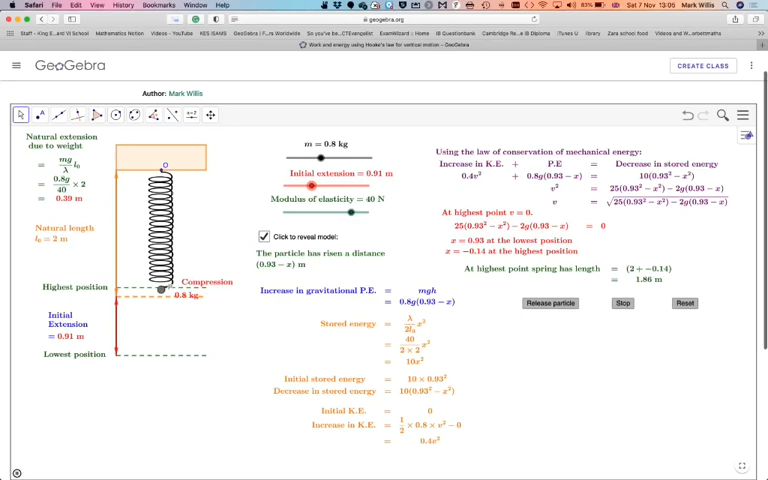 Safari File Edit View History Bookmarks Window Help
83% Sat 7 Nov 13:05 Mark Willis
geogebra.org
Work and energy using Hooke's law for vertical motion – GeoGebra
GeoGebra
CREATE CLASS
Author: Mark Willis
Natural extension
due to weight
= mg/λ l₀
= 0.8g/40 × 2
= 0.39 m
Natural length
l₀ = 2 m
Highest position
Compression
0.8 kg
Initial
Extension
= 0.91 m
Lowest position
m = 0.8 kg
Initial extension = 0.91 m
Modulus of elasticity = 40 N
Click to reveal model:
The particle has risen a distance
(0.93 − x) m
Increase in gravitational P.E. = mgh
= 0.8g(0.93 − x)
Stored energy = λ/2l₀ x²
= 40/2 × 2 x²
= 10x²
Initial stored energy = 10 × 0.93²
Decrease in stored energy = 10(0.93² − x²)
Initial K.E. = 0
Increase in K.E. = 1/2 × 0.8 × v² − 0
= 0.4v²
Using the law of conservation of mechanical energy:
Increase in K.E. + P.E = Decrease in stored energy
0.4v² + 0.8g(0.93 − x) = 10(0.93² − x²)
v² = 25(0.93² − x²) − 2g(0.93 − x)
v = √25(0.93² − x²) − 2g(0.93 − x)
At highest point v = 0.
25(0.93² − x²) − 2g(0.93 − x) = 0
x = 0.93 at the lowest position
x = −0.14 at the highest position
At highest point spring has length = (2 + −0.14)
= 1.86 m
Release particle Stop Reset